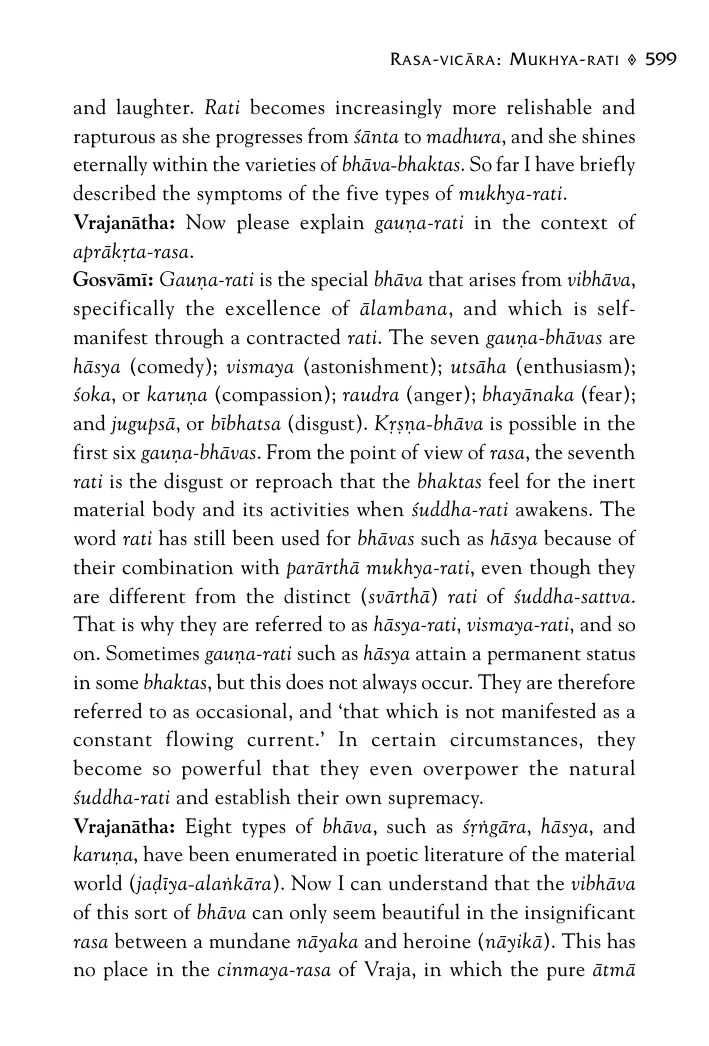 Rasa-vicāra: Mukhya-rati ◊ 599
and laughter. Rati becomes increasingly more relishable and
rapturous as she progresses from śānta to madhura, and she shines
eternally within the varieties of bhāva-bhaktas. So far I have briefly
described the symptoms of the five types of mukhya-rati.
Vrajanātha: Now please explain gauṇa-rati in the context of
aprākṛta-rasa.
Gosvāmī: Gauṇa-rati is the special bhāva that arises from vibhāva,
specifically the excellence of ālambana, and which is self-
manifest through a contracted rati. The seven gauṇa-bhāvas are
hāsya (comedy); vismaya (astonishment); utsāha (enthusiasm);
śoka, or karuṇa (compassion); raudra (anger); bhayānaka (fear);
and jugupsā, or bībhatsa (disgust). Kṛṣṇa-bhāva is possible in the
first six gauṇa-bhāvas. From the point of view of rasa, the seventh
rati is the disgust or reproach that the bhaktas feel for the inert
material body and its activities when śuddha-rati awakens. The
word rati has still been used for bhāvas such as hāsya because of
their combination with parārthā mukhya-rati, even though they
are different from the distinct (svārthā) rati of śuddha-sattva.
That is why they are referred to as hāsya-rati, vismaya-rati, and so
on. Sometimes gauṇa-rati such as hāsya attain a permanent status
in some bhaktas, but this does not always occur. They are therefore
referred to as occasional, and ‘that which is not manifested as a
constant flowing current.’ In certain circumstances, they
become so powerful that they even overpower the natural
śuddha-rati and establish their own supremacy.
Vrajanātha: Eight types of bhāva, such as śṛṅgāra, hāsya, and
karuṇa, have been enumerated in poetic literature of the material
world (jaḍīya-alaṅkāra). Now I can understand that the vibhāva
of this sort of bhāva can only seem beautiful in the insignificant
rasa between a mundane nāyaka and heroine (nāyikā). This has
no place in the cinmaya-rasa of Vraja, in which the pure ātmā